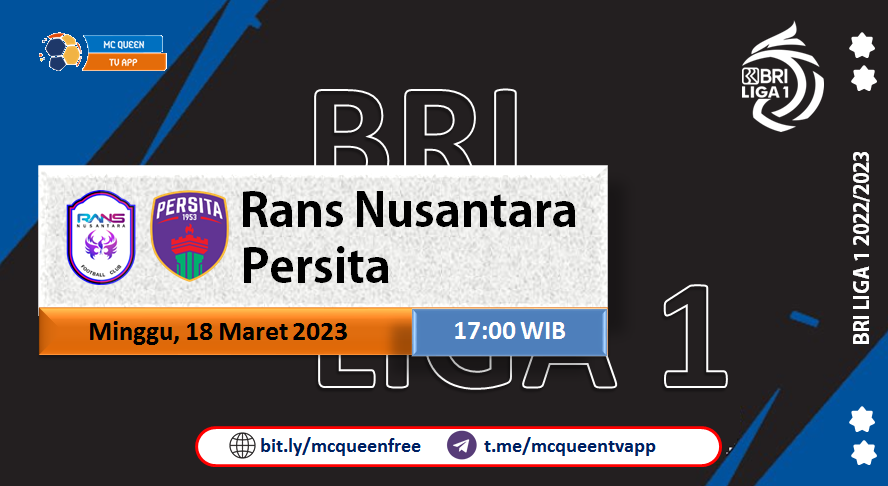 MC QUEEN
TV APP
BRI
LIGA 1
BRI LIGA 1 2022/2023
BRI
RANS
NUSANTARA
FOOTBALL CLUB
PERSITA
1953
Rans Nusantara
Persita
Minggu, 18 Maret 2023
17:00 WIB
LIGA 1
bit.ly/mcqueenfree
t.me/mcqueentvapp